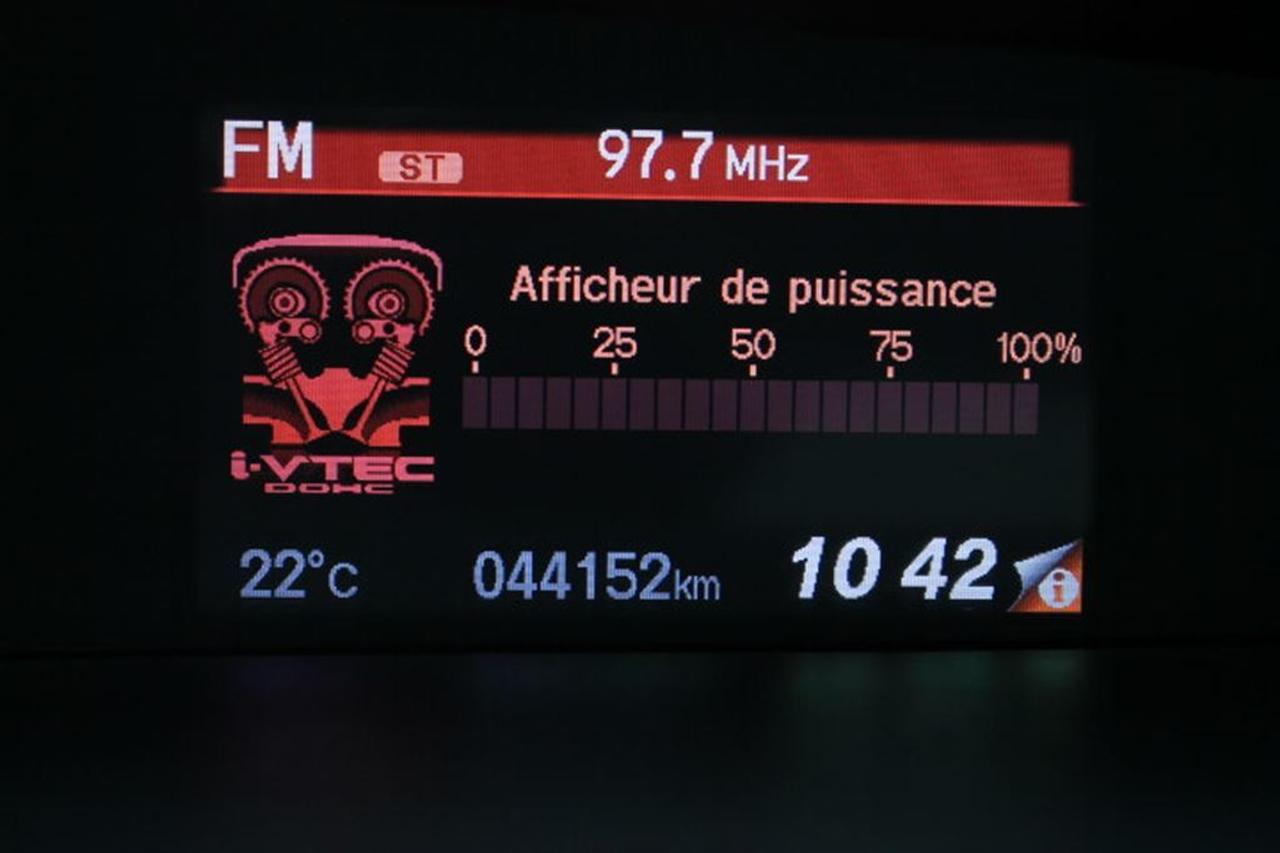 FM ST 97.7 MHz
Afficheur de puissance
0 25 50 75 100%
i-VTEC
DOHC
22°C 044152km 10 42 i